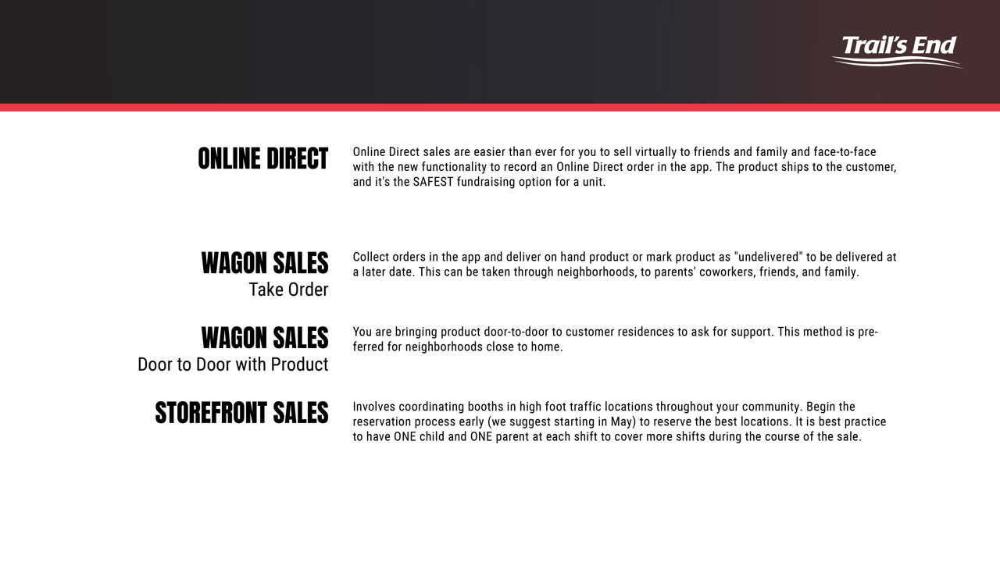 Trail's End
ONLINE DIRECT
Online Direct sales are easier than ever for you to sell virtually to friends and family and face-to-face
with the new functionality to record an Online Direct order in the app. The product ships to the customer,
and it's the SAFEST fundraising option for a unit.
WAGON SALES
Take Order
Collect orders in the app and deliver on hand product or mark product as "undelivered" to be delivered at
a later date. This can be taken through neighborhoods, to parents' coworkers, friends, and family.
WAGON SALES
Door to Door with Product
You are bringing product door-to-door to customer residences to ask for support. This method is pre-
ferred for neighborhoods close to home.
STOREFRONT SALES
Involves coordinating booths in high foot traffic locations throughout your community. Begin the
reservation process early (we suggest starting in May) to reserve the best locations. It is best practice
to have ONE child and ONE parent at each shift to cover more shifts during the course of the sale.